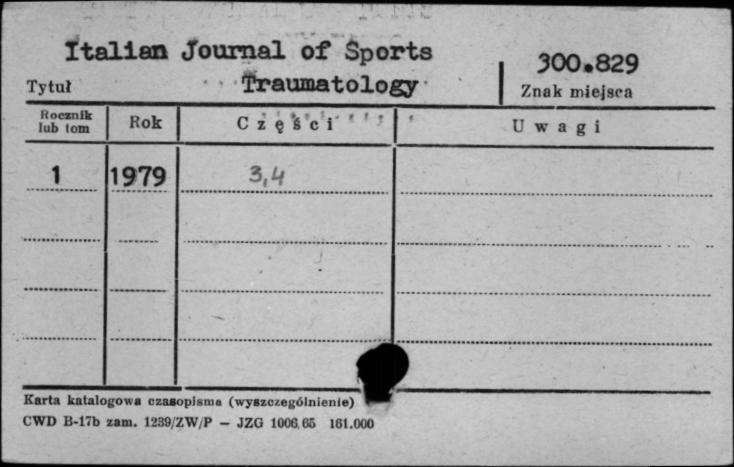 Italian Journal of Sports
Tytuł Traumatology
300.829
Znak miejsca
Rocznik lub tom Rok Części Uwagi
1 1979 3,4
Karta katalogowa czasopisma (wyszczególnienie)
CWD B-17b zam. 1239/ZW/P — JZG 1006.65 161.000